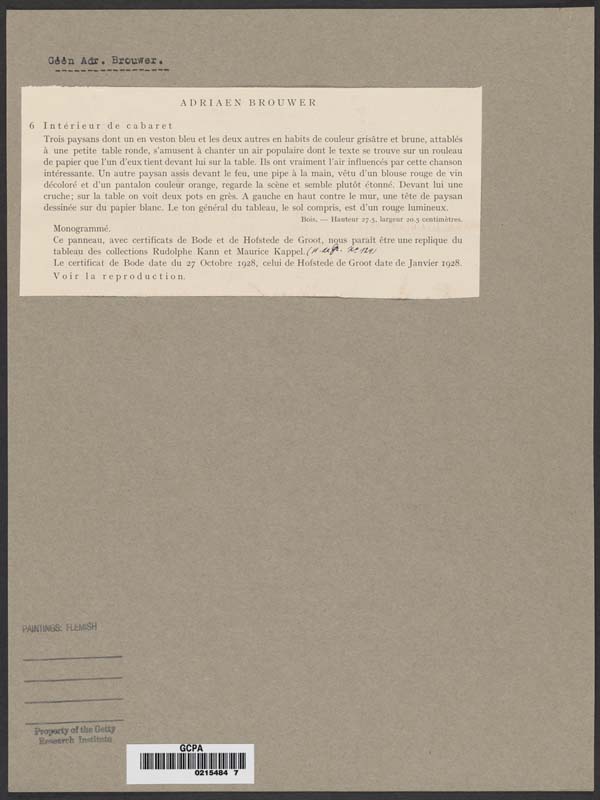 Géén Adr. Brouwer.
ADRIAEN BROUWER
6 Intérieur de cabaret
Trois paysans dont un en veston bleu et les deux autres en habits de couleur grisâtre et brune, attablés
à une petite table ronde, s'amusent à chanter un air populaire dont le texte se trouve sur un rouleau
de papier que l'un d'eux tient devant lui sur la table. Ils ont vraiment l'air influencés par cette chanson
intéressante. Un autre paysan assis devant le feu, une pipe à la main, vêtu d'un blouse rouge de vin
décoloré et d'un pantalon couleur orange, regarde la scène et semble plutôt étonné. Devant lui une
cruche; sur la table on voit deux pots en grès. A gauche en haut contre le mur, une tête de paysan
dessinée sur du papier blanc. Le ton général du tableau, le sol compris, est d'un rouge lumineux.
Bois. — Hauteur 27.5, largeur 20.5 centimètres.
Monogrammé.
Ce panneau, avec certificats de Bode et de Hofstede de Groot, nous paraît être une replique du
tableau des collections Rudolphe Kann et Maurice Kappel. (H. de Gr.
Le certificat de Bode date du 27 Octobre 1928, celui de Hofstede de Groot date de Janvier 1928.
Voir la reproduction.
PAINTINGS: FLEMISH
Property of the Getty
Research Institute
GCPA
0215484 7